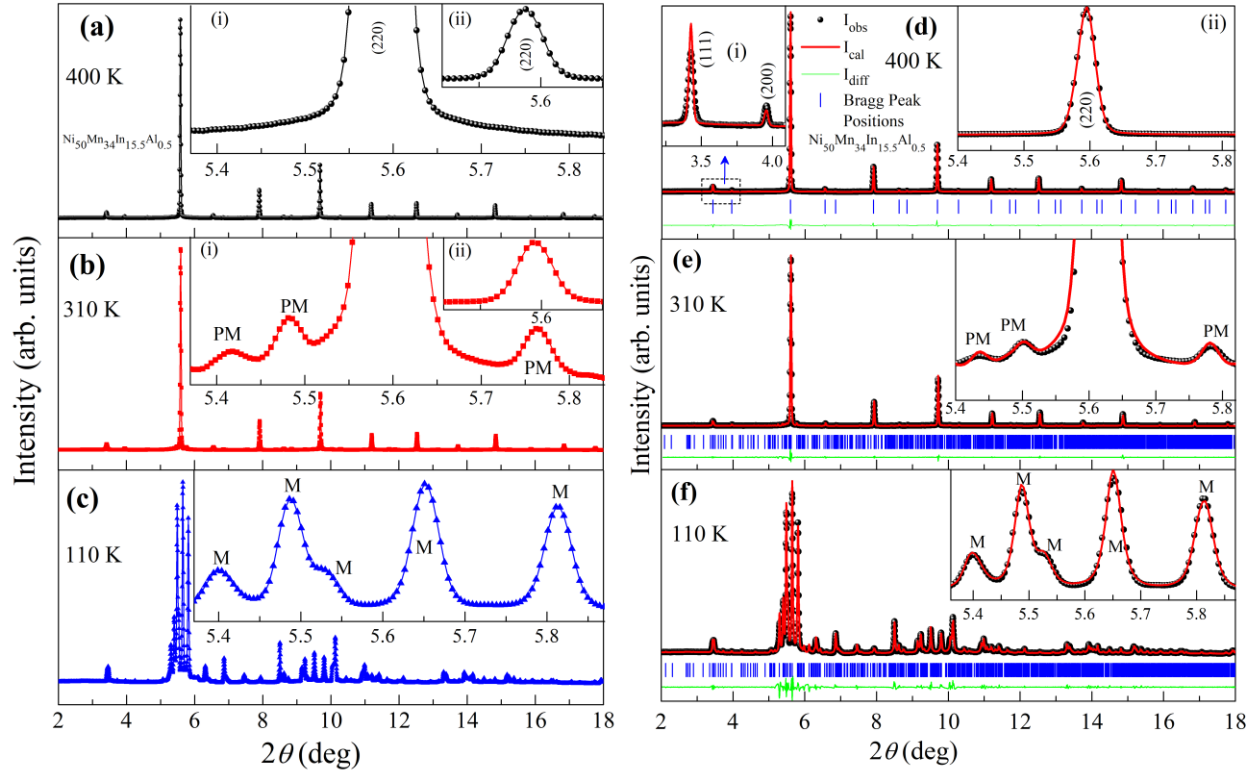 (a)
400 K
Ni50Mn34In15.5Al0.5
(i)
(220)
5.4 5.5 5.6 5.7 5.8
(ii)
(220)
5.6
(b)
310 K
(i)
PM
PM
PM
5.4 5.5 5.6 5.7 5.8
(ii)
5.6
(c)
110 K
M
M
M
M
M
5.4 5.5 5.6 5.7 5.8
2 4 6 8 10 12 14 16 18
2θ (deg)
Intensity (arb. units)
(d)
400 K
(i)
(111)
(200)
3.5 4.0
Iobs
Ical
Idiff
Bragg Peak
Positions
Ni50Mn34In15.5Al0.5
(ii)
(220)
5.4 5.5 5.6 5.7 5.8
(e)
310 K
PM
PM
PM
5.4 5.5 5.6 5.7 5.8
(f)
110 K
M
M
M
M
M
5.4 5.5 5.6 5.7 5.8
2 4 6 8 10 12 14 16 18
2θ (deg)
Intensity (arb. units)